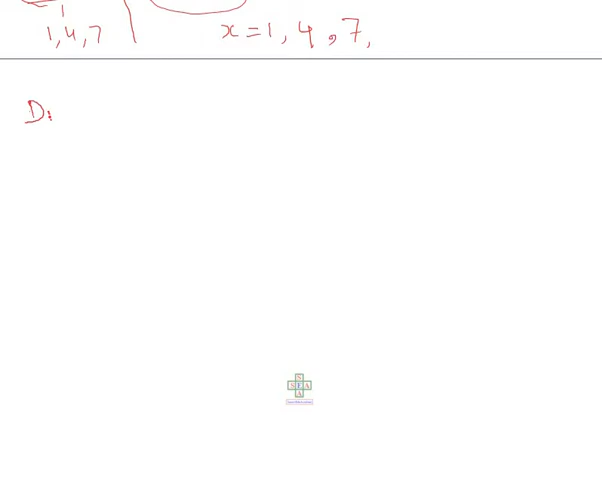 1, 4, 7
x = 1, 4, 7,
D.
S
S E A
A